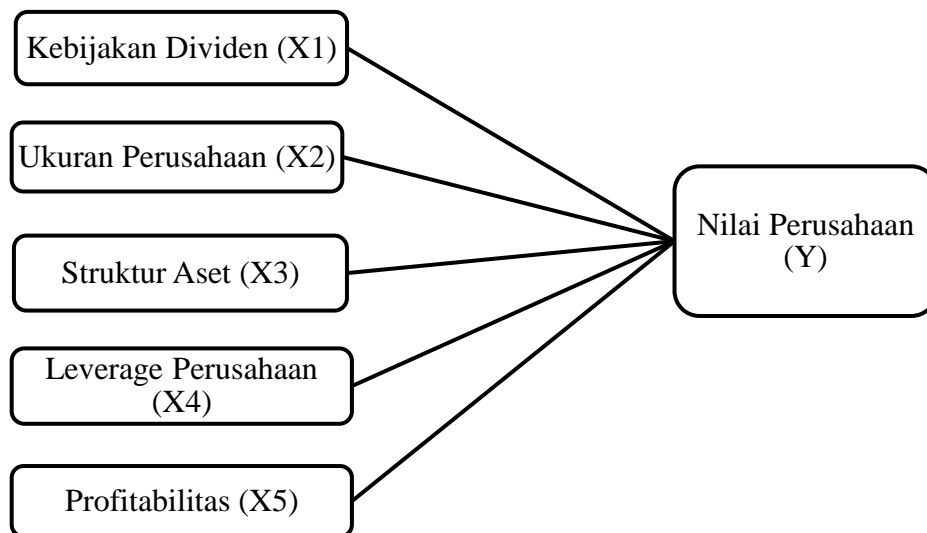 Kebijakan Dividen (X1)
Ukuran Perusahaan (X2)
Struktur Aset (X3)
Leverage Perusahaan
(X4)
Profitabilitas (X5)
Nilai Perusahaan
(Y)